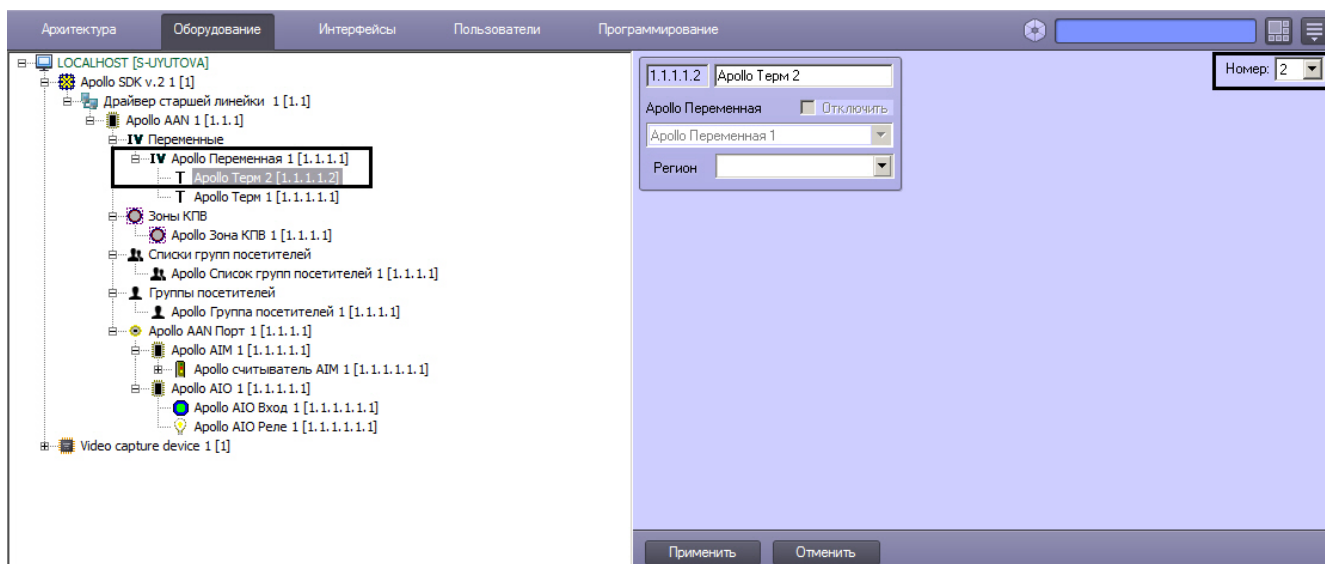 Архитектура Оборудование Интерфейсы Пользователи Программирование
LOCALHOST [S-UYUTOVA]
Apollo SDK v.2 1 [1]
Драйвер старшей линейки 1 [1.1]
Apollo AAN 1 [1.1.1]
IV Переменные
IV Apollo Переменная 1 [1.1.1.1]
T Apollo Терм 2 [1.1.1.1.2]
T Apollo Терм 1 [1.1.1.1.1]
Зоны КПВ
Apollo Зона КПВ 1 [1.1.1.1]
Списки групп посетителей
Apollo Список групп посетителей 1 [1.1.1.1]
Группы посетителей
Apollo Группа посетителей 1 [1.1.1.1]
Apollo AAN Порт 1 [1.1.1.1]
Apollo AIM 1 [1.1.1.1.1]
Apollo считыватель AIM 1 [1.1.1.1.1.1]
Apollo AIO 1 [1.1.1.1.1]
Apollo AIO Вход 1 [1.1.1.1.1.1]
Apollo AIO Реле 1 [1.1.1.1.1.1]
Video capture device 1 [1]
1.1.1.1.2 Apollo Терм 2
Apollo Переменная Отключить
Apollo Переменная 1
Регион
Номер: 2
Применить Отменить